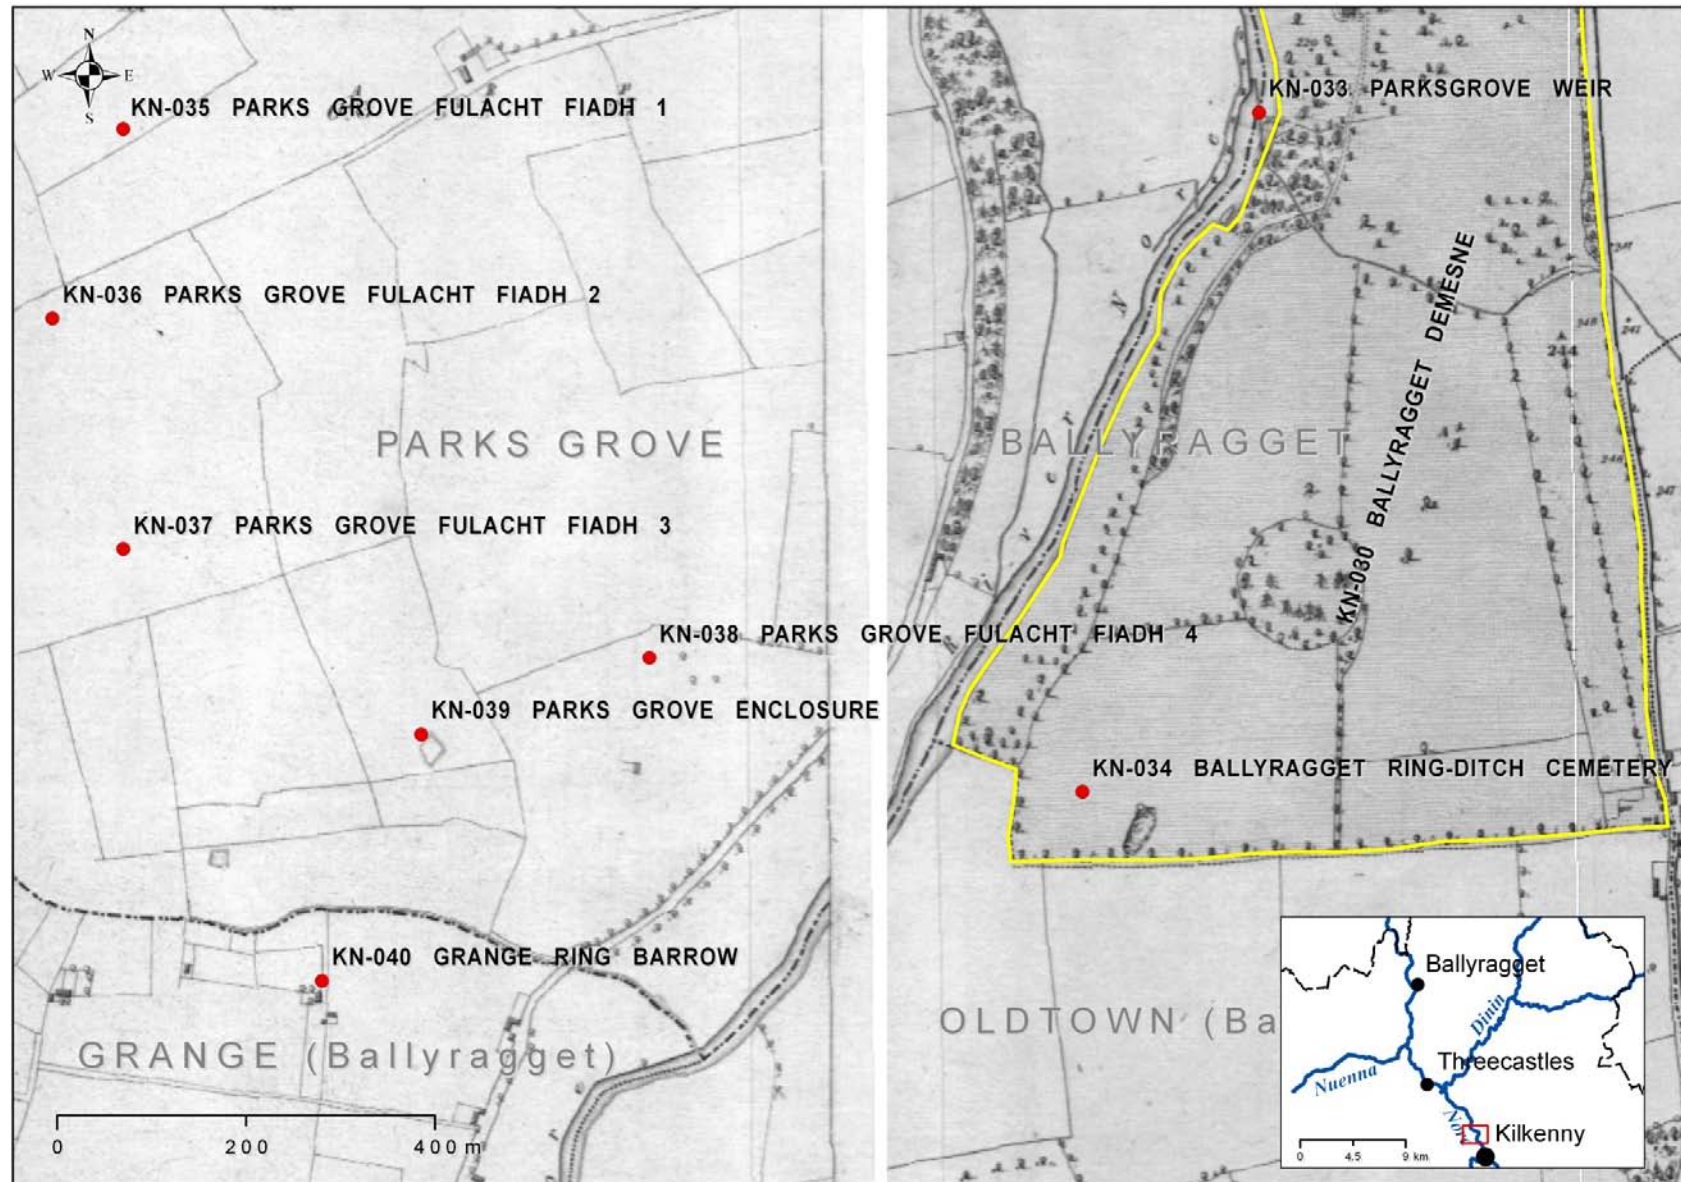 N
W E
S
KN-035 PARKS GROVE FULACHT FIADH 1
KN-033 PARKSGROVE WEIR
KN-036 PARKS GROVE FULACHT FIADH 2
KN-030 BALLYRAGGET DEMESNE
PARKS GROVE
BALLYRAGGET
244
KN-037 PARKS GROVE FULACHT FIADH 3
KN-038 PARKS GROVE FULACHT FIADH 4
KN-039 PARKS GROVE ENCLOSURE
KN-034 BALLYRAGGET RING-DITCH CEMETERY
KN-040 GRANGE RING BARROW
GRANGE (Ballyragget)
OLDTOWN (Ba
0 200 400 m
Ballyragget
Dinin
Threecastles
Nuenna
Nor
Kilkenny
0 4.5 9 km